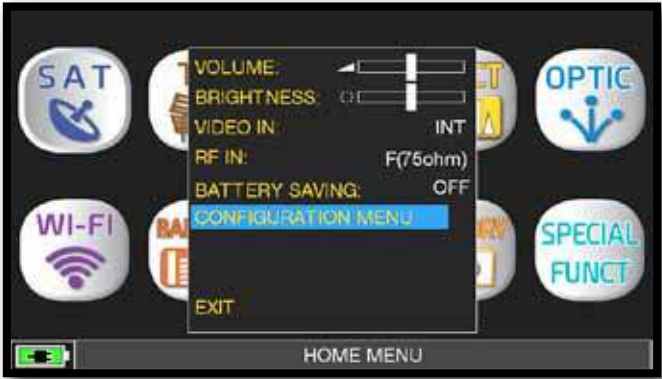 SAT
OPTIC
VOLUME:
BRIGHTNESS:
VIDEO IN: INT
RF IN: F(75ohm)
BATTERY SAVING: OFF
CONFIGURATION MENU
EXIT
WI-FI
SPECIAL
FUNCT
HOME MENU